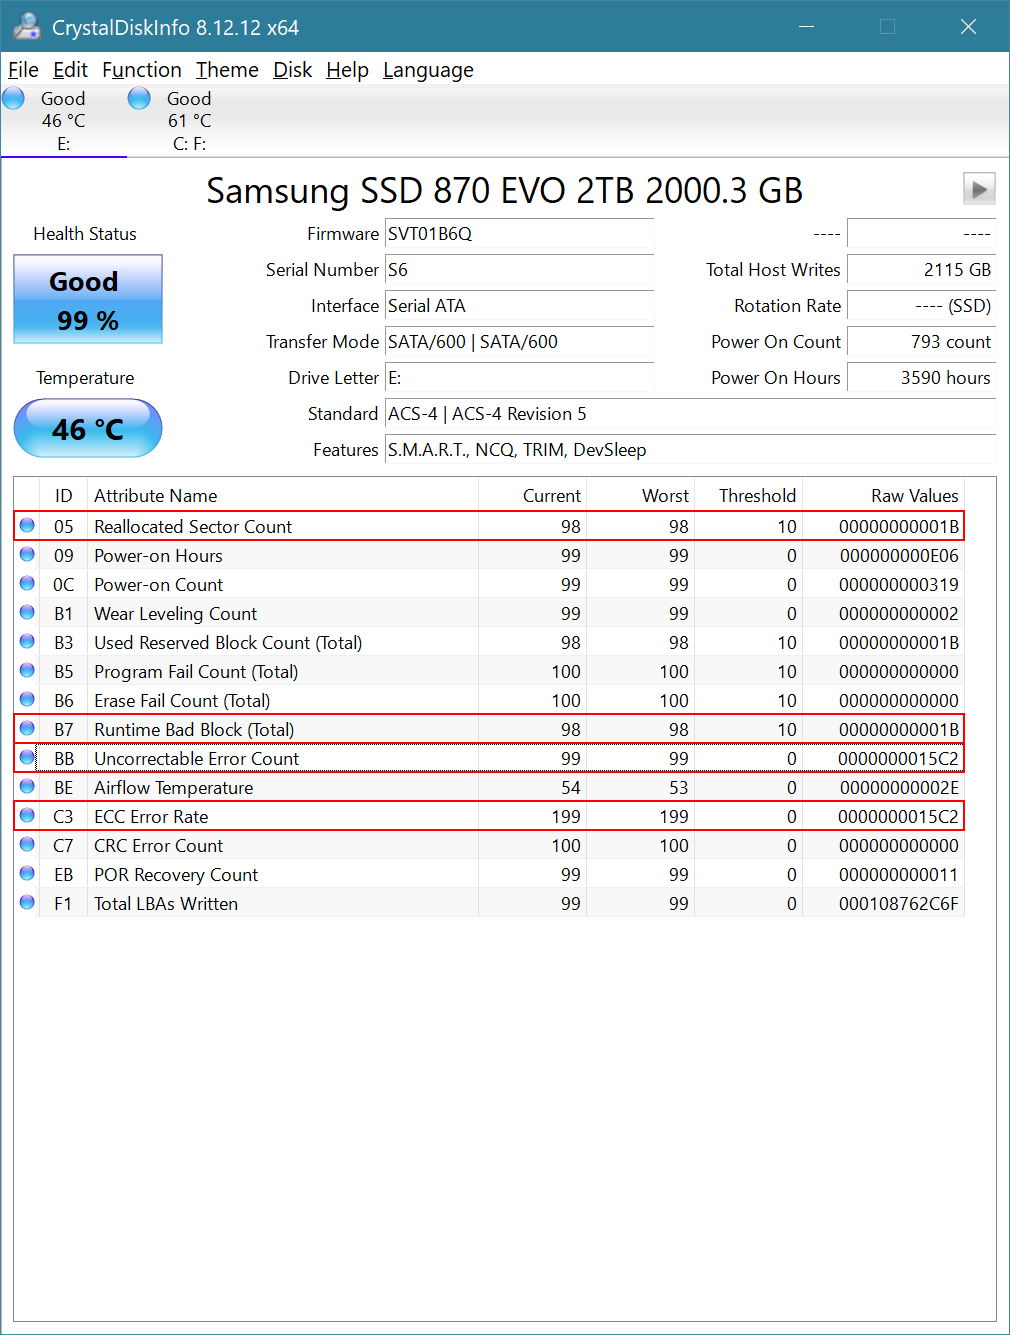 CrystalDiskInfo 8.12.12 x64
File Edit Function Theme Disk Help Language
Good Good
46 °C 61 °C
E: C: F:
Samsung SSD 870 EVO 2TB 2000.3 GB
Health Status Firmware SVT01B6Q ---- ----
Good Serial Number S6 Total Host Writes 2115 GB
99 % Interface Serial ATA Rotation Rate ---- (SSD)
Transfer Mode SATA/600 | SATA/600 Power On Count 793 count
Temperature Drive Letter E: Power On Hours 3590 hours
46 °C Standard ACS-4 | ACS-4 Revision 5
Features S.M.A.R.T., NCQ, TRIM, DevSleep
ID Attribute Name Current Worst Threshold Raw Values
05 Reallocated Sector Count 98 98 10 00000000001B
09 Power-on Hours 99 99 0 000000000E06
0C Power-on Count 99 99 0 000000000319
B1 Wear Leveling Count 99 99 0 000000000002
B3 Used Reserved Block Count (Total) 98 98 10 00000000001B
B5 Program Fail Count (Total) 100 100 10 000000000000
B6 Erase Fail Count (Total) 100 100 10 000000000000
B7 Runtime Bad Block (Total) 98 98 10 00000000001B
BB Uncorrectable Error Count 99 99 0 0000000015C2
BE Airflow Temperature 54 53 0 00000000002E
C3 ECC Error Rate 199 199 0 0000000015C2
C7 CRC Error Count 100 100 0 000000000000
EB POR Recovery Count 99 99 0 000000000011
F1 Total LBAs Written 99 99 0 000108762C6F